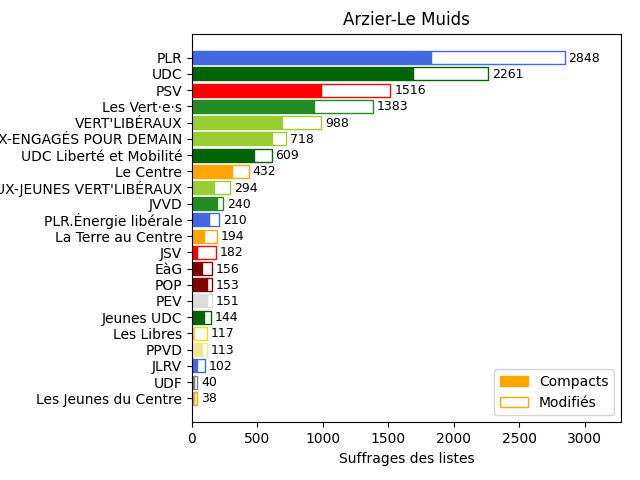 Arzier-Le Muids
PLR 2848
UDC 2261
PSV 1516
Les Vert·e·s 1383
VERT'LIBÉRAUX 988
X-ENGAGÉS POUR DEMAIN 718
UDC Liberté et Mobilité 609
Le Centre 432
UX-JEUNES VERT'LIBÉRAUX 294
JVVD 240
PLR.Énergie libérale 210
La Terre au Centre 194
JSV 182
EàG 156
POP 153
PEV 151
Jeunes UDC 144
Les Libres 117
PPVD 113
JLRV 102
UDF 40
Les Jeunes du Centre 38
Compacts
Modifiés
0 500 1000 1500 2000 2500 3000
Suffrages des listes